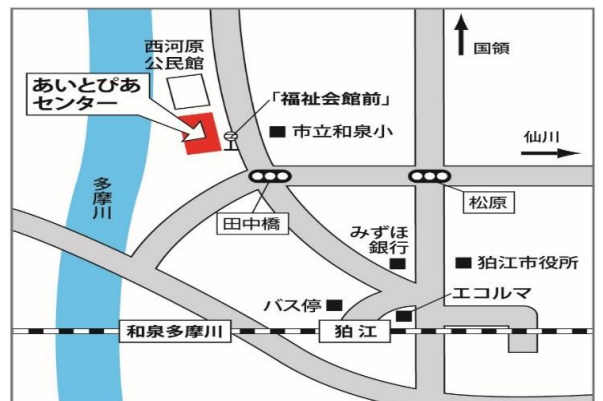 西河原
公民館
国領
あいとぴあ
センター
「福祉会館前」
市立和泉小
仙川
多摩川
田中橋
松原
みずほ
銀行
狛江市役所
エコルマ
バス停
和泉多摩川
狛江